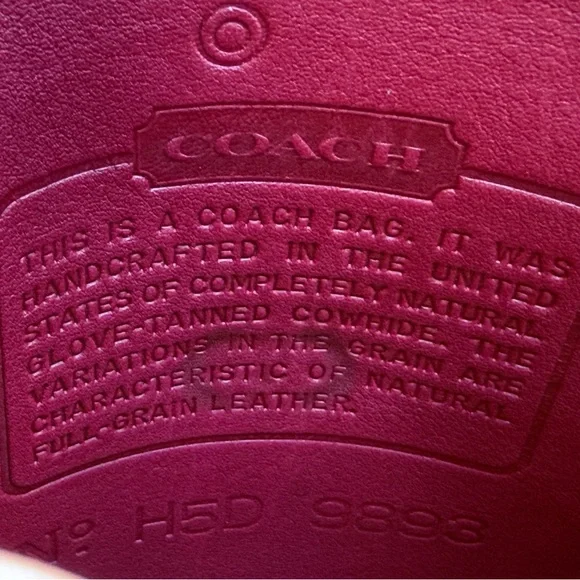 COACH
THIS IS A COACH BAG. IT WAS
HANDCRAFTED IN THE UNITED
STATES OF COMPLETELY NATURAL
GLOVE-TANNED COWHIDE. THE
VARIATIONS IN THE GRAIN ARE
CHARACTERISTIC OF NATURAL
FULL-GRAIN LEATHER.
No H5D 9893